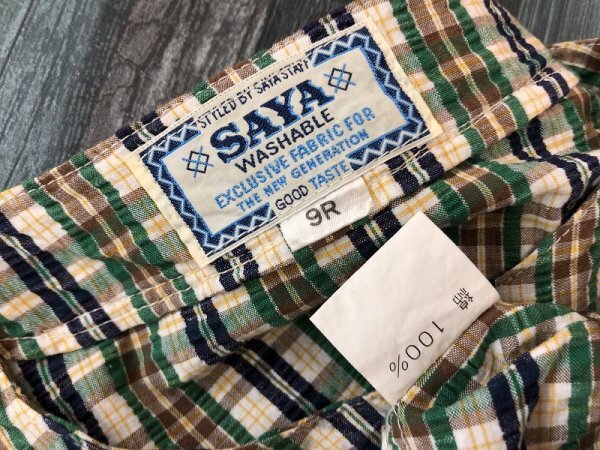 STYLED BY SAYA STAFF
SAYA
WASHABLE
EXCLUSIVE FABRIC FOR
THE NEW GENERATION
GOOD TASTE
9R
綿 100%